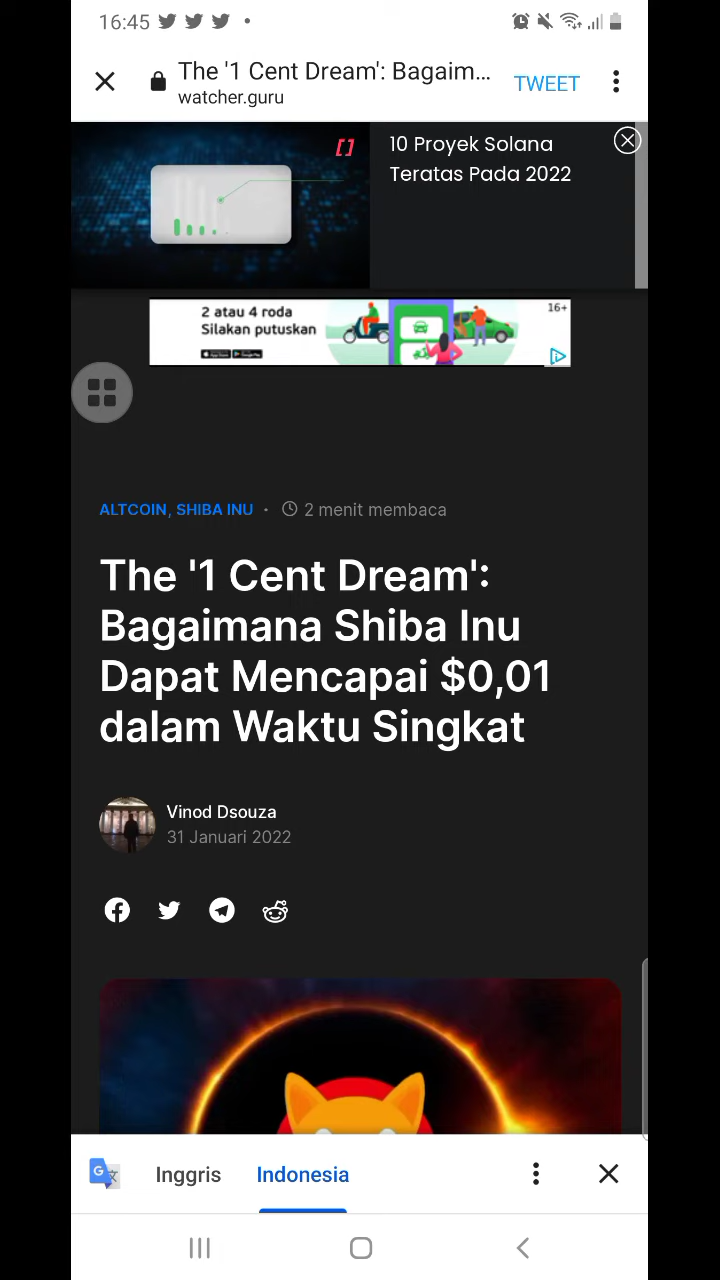 16:45
The '1 Cent Dream': Bagaim...
watcher.guru
TWEET
10 Proyek Solana
Teratas Pada 2022
2 atau 4 roda
Silakan putuskan
16+
ALTCOIN, SHIBA INU • 2 menit membaca
The '1 Cent Dream':
Bagaimana Shiba Inu
Dapat Mencapai $0,01
dalam Waktu Singkat
Vinod Dsouza
31 Januari 2022
Inggris
Indonesia